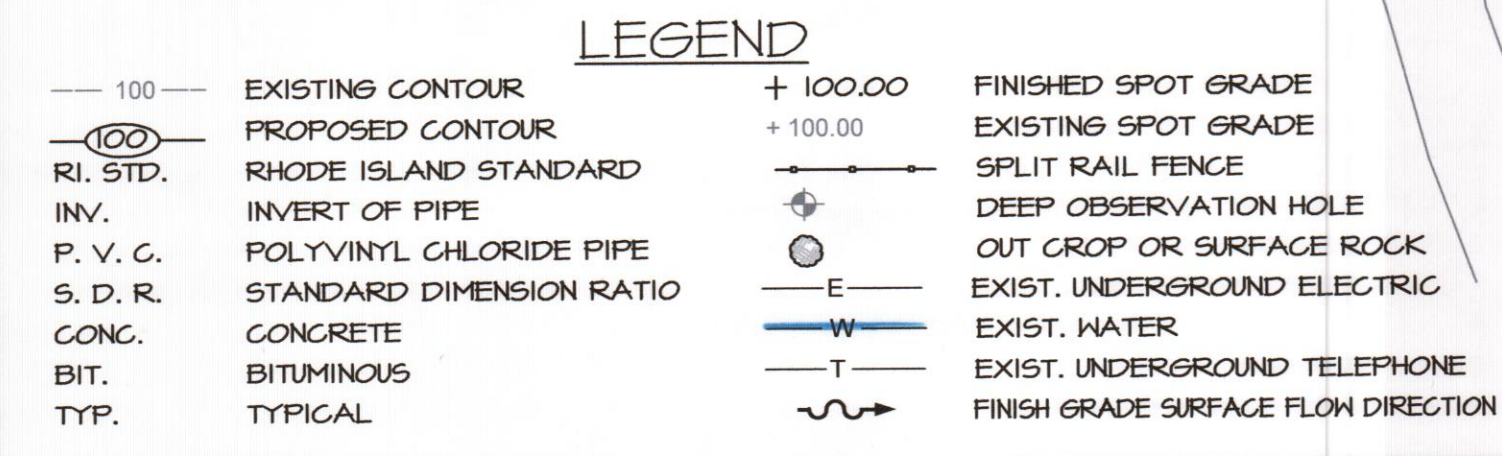 LEGEND
100 EXISTING CONTOUR
100 PROPOSED CONTOUR
RI. STD. RHODE ISLAND STANDARD
INV. INVERT OF PIPE
P. V. C. POLYVINYL CHLORIDE PIPE
S. D. R. STANDARD DIMENSION RATIO
CONC. CONCRETE
BIT. BITUMINOUS
TYP. TYPICAL
+ 100.00 FINISHED SPOT GRADE
+ 100.00 EXISTING SPOT GRADE
SPLIT RAIL FENCE
DEEP OBSERVATION HOLE
OUT CROP OR SURFACE ROCK
E EXIST. UNDERGROUND ELECTRIC
W EXIST. WATER
T EXIST. UNDERGROUND TELEPHONE
FINISH GRADE SURFACE FLOW DIRECTION